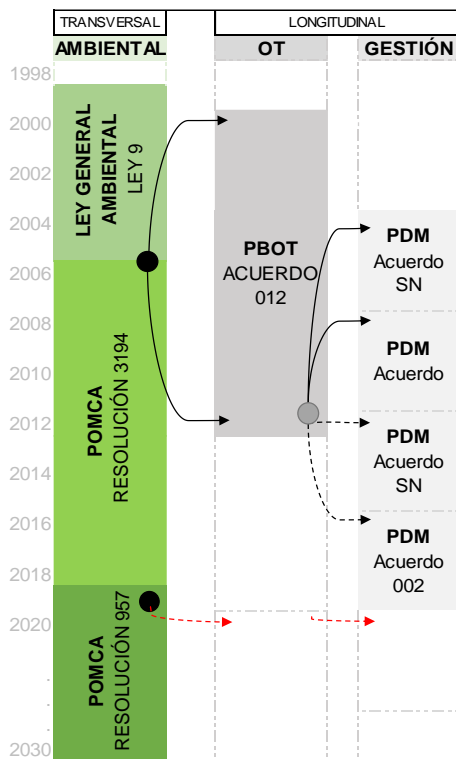 TRANSVERSAL
LONGITUDINAL
AMBIENTAL
OT
GESTIÓN
1998
2000
2002
2004
2006
2008
2010
2012
2014
2016
2018
2020
.
.
2030
LEY GENERAL
AMBIENTAL
LEY 9
POMCA
RESOLUCIÓN 3194
POMCA
RESOLUCIÓN 957
PBOT
ACUERDO
012
PDM
Acuerdo
SN
PDM
Acuerdo
PDM
Acuerdo
SN
PDM
Acuerdo
002